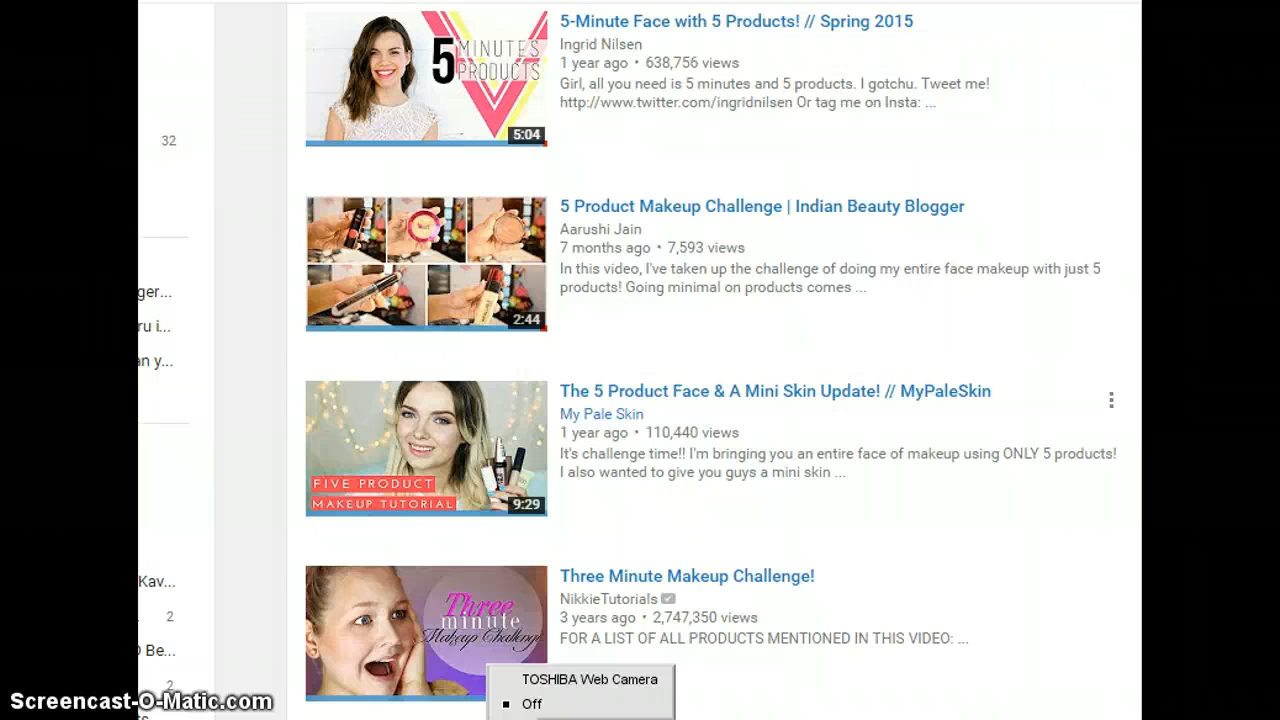 5-Minute Face with 5 Products! // Spring 2015
Ingrid Nilsen
1 year ago • 638,756 views
Girl, all you need is 5 minutes and 5 products. I gotchu. Tweet me!
http://www.twitter.com/ingridnilsen Or tag me on Insta: ...
5 MINUTES
PRODUCTS
5:04
32
5 Product Makeup Challenge | Indian Beauty Blogger
Aarushi Jain
7 months ago • 7,593 views
In this video, I've taken up the challenge of doing my entire face makeup with just 5
products! Going minimal on products comes ...
2:44
ger...
ru i...
an y...
The 5 Product Face & A Mini Skin Update! // MyPaleSkin
My Pale Skin
1 year ago • 110,440 views
It's challenge time!! I'm bringing you an entire face of makeup using ONLY 5 products!
I also wanted to give you guys a mini skin ...
FIVE PRODUCT
MAKEUP TUTORIAL
9:29
Three Minute Makeup Challenge!
NikkieTutorials
3 years ago • 2,747,350 views
FOR A LIST OF ALL PRODUCTS MENTIONED IN THIS VIDEO: ...
Three
minute
Makeup Challenge
Kav...
2
Be...
2
TOSHIBA Web Camera
Off
Screencast-O-Matic.com